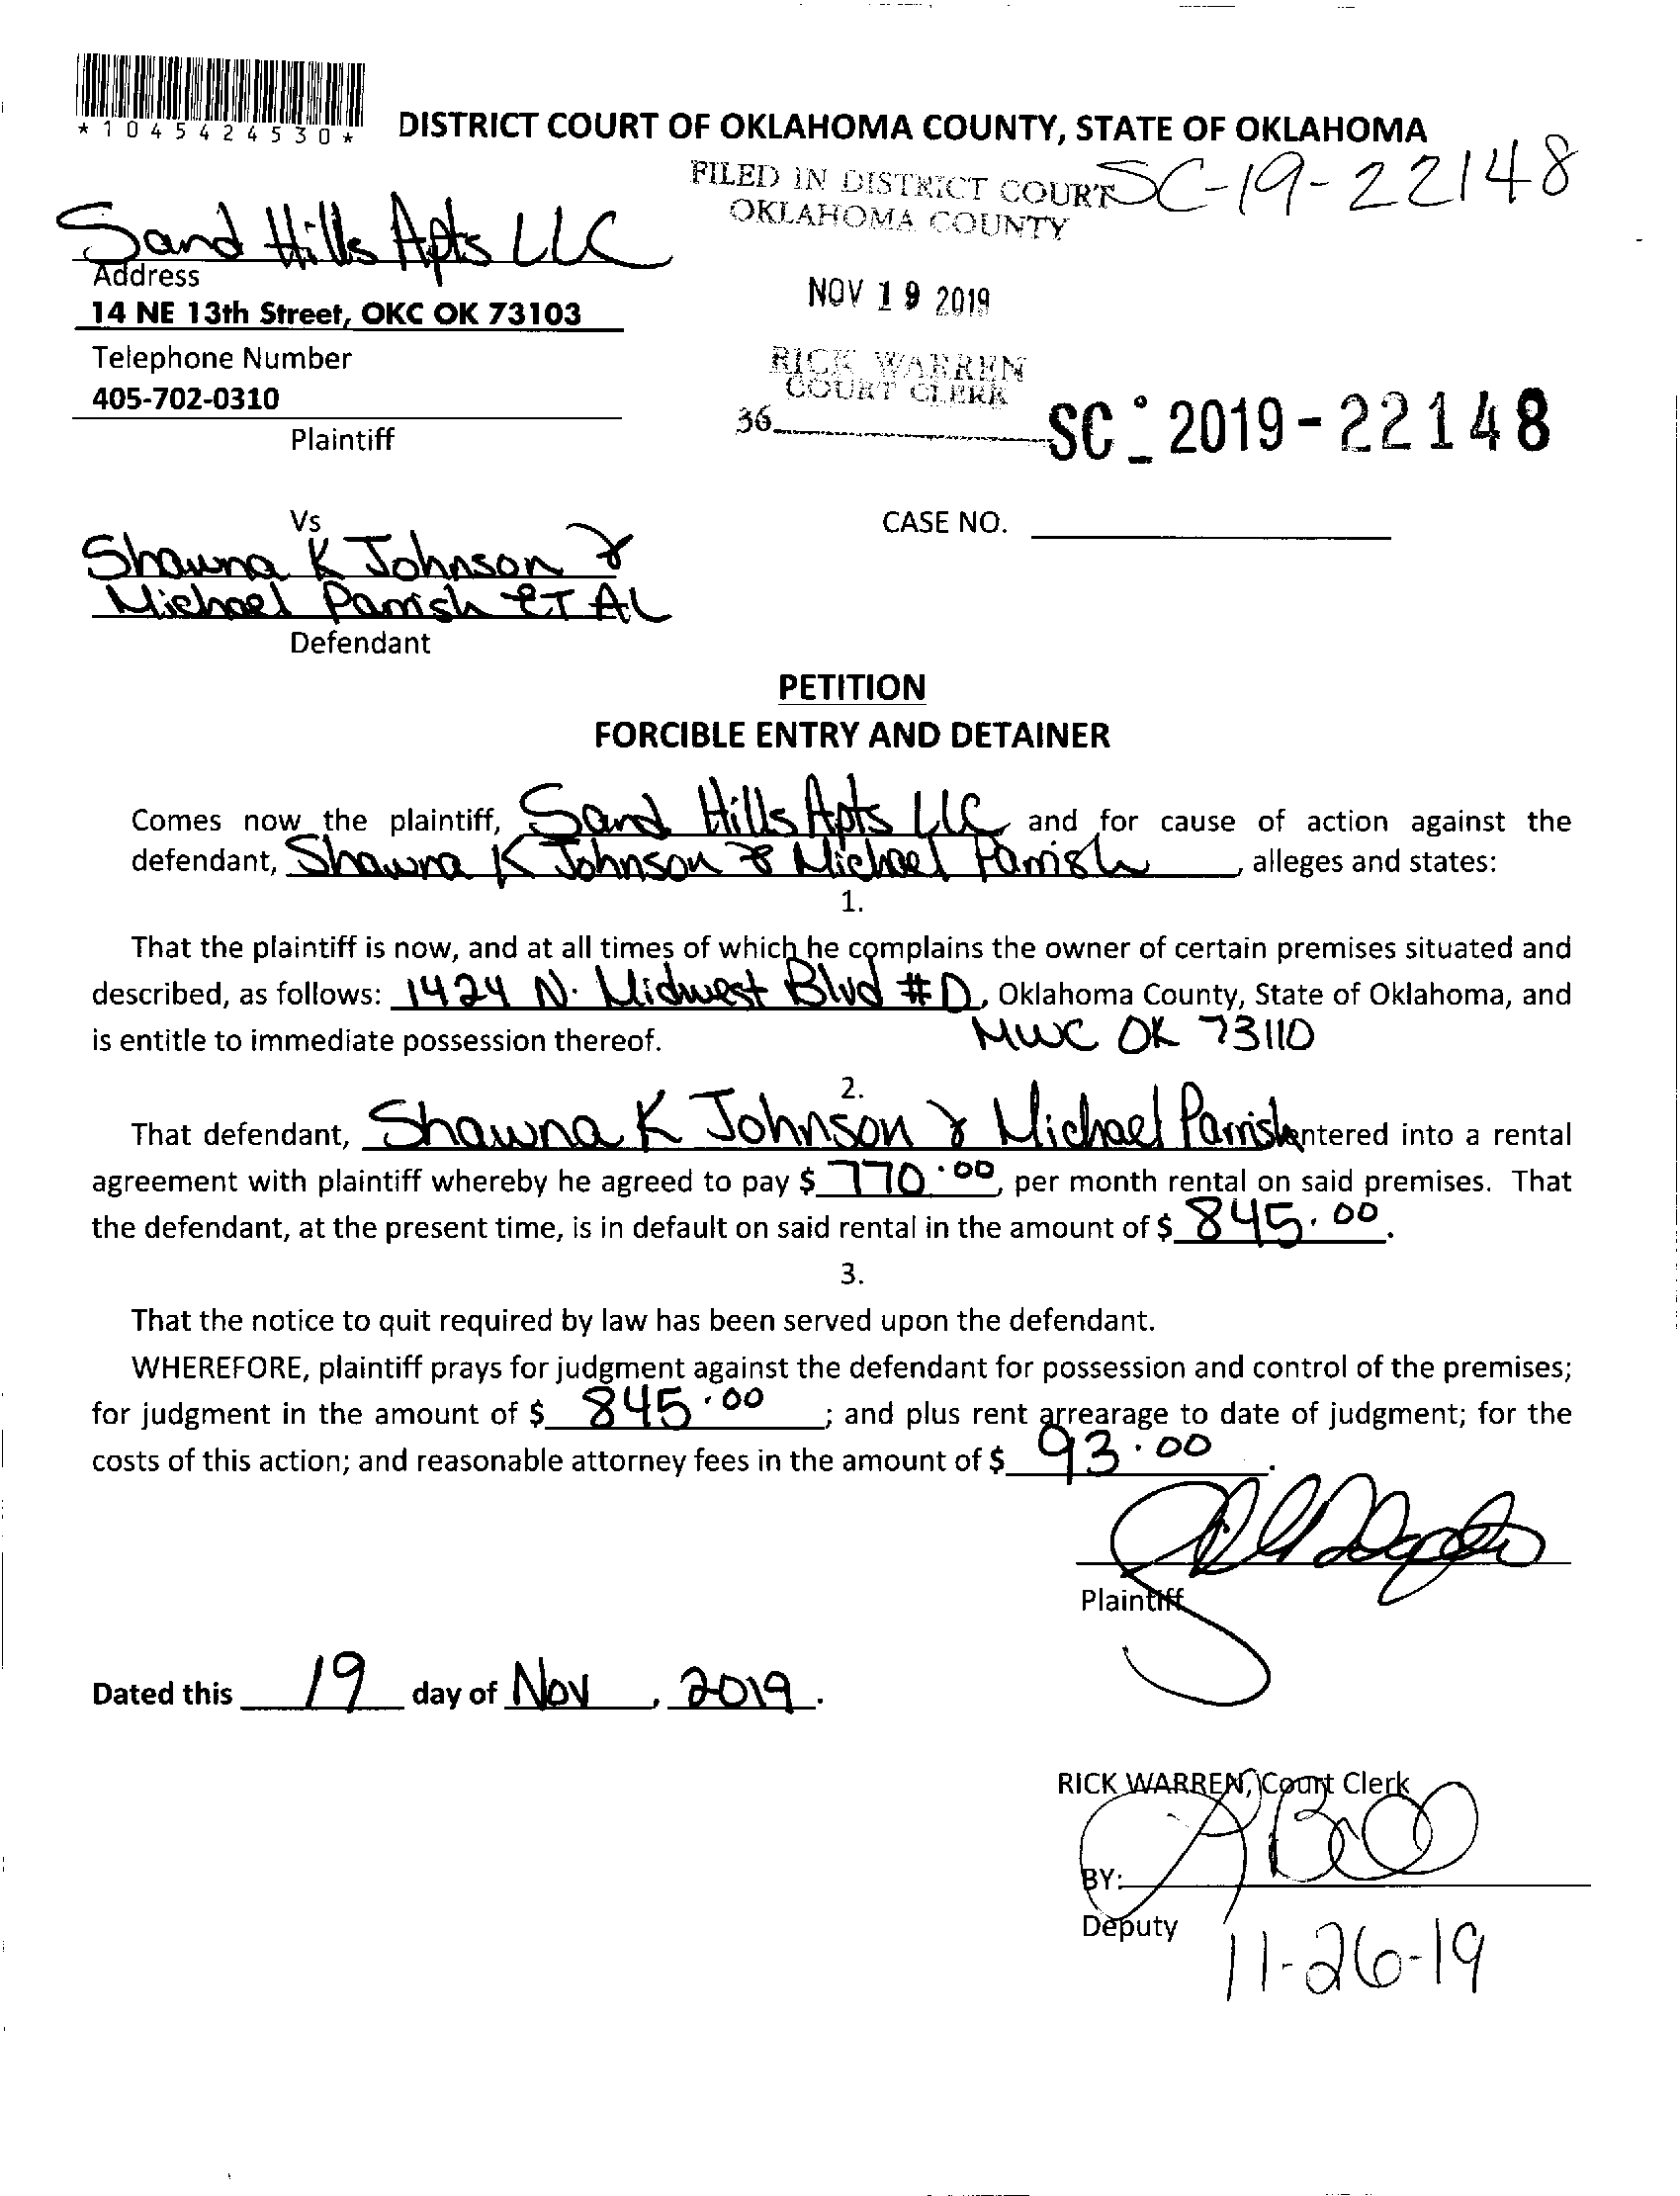 *1045424530*
DISTRICT COURT OF OKLAHOMA COUNTY, STATE OF OKLAHOMA
FILED IN DISTRICT COURT
OKLAHOMA COUNTY
SC-19-22148
Sand Hills Apts LLC
Address
14 NE 13th Street, OKC OK 73103
NOV 19 2019
Telephone Number
405-702-0310
RICK WARREN
COURT CLERK
36
SC-2019-22148
Plaintiff
Vs
CASE NO.
Shawna K Johnson &
Michael Parrish ET AL
Defendant
PETITION
FORCIBLE ENTRY AND DETAINER
Comes now the plaintiff, Sand Hills Apts LLC and for cause of action against the
defendant, Shawna K Johnson & Michael Parrish, alleges and states:
1.
That the plaintiff is now, and at all times of which he complains the owner of certain premises situated and
described, as follows: 1424 N. Midwest Blvd #D, Oklahoma County, State of Oklahoma, and
is entitle to immediate possession thereof. MWC OK 73110
2.
That defendant, Shawna K Johnson & Michael Parrish entered into a rental
agreement with plaintiff whereby he agreed to pay $ 770.00, per month rental on said premises. That
the defendant, at the present time, is in default on said rental in the amount of $ 845.00.
3.
That the notice to quit required by law has been served upon the defendant.
WHEREFORE, plaintiff prays for judgment against the defendant for possession and control of the premises;
for judgment in the amount of $ 845.00; and plus rent arrearage to date of judgment; for the
costs of this action; and reasonable attorney fees in the amount of $ 93.00.
Plaintiff
Dated this 19 day of Nov, 2019.
RICK WARREN, Court Clerk
BY:
Deputy
11-26-19